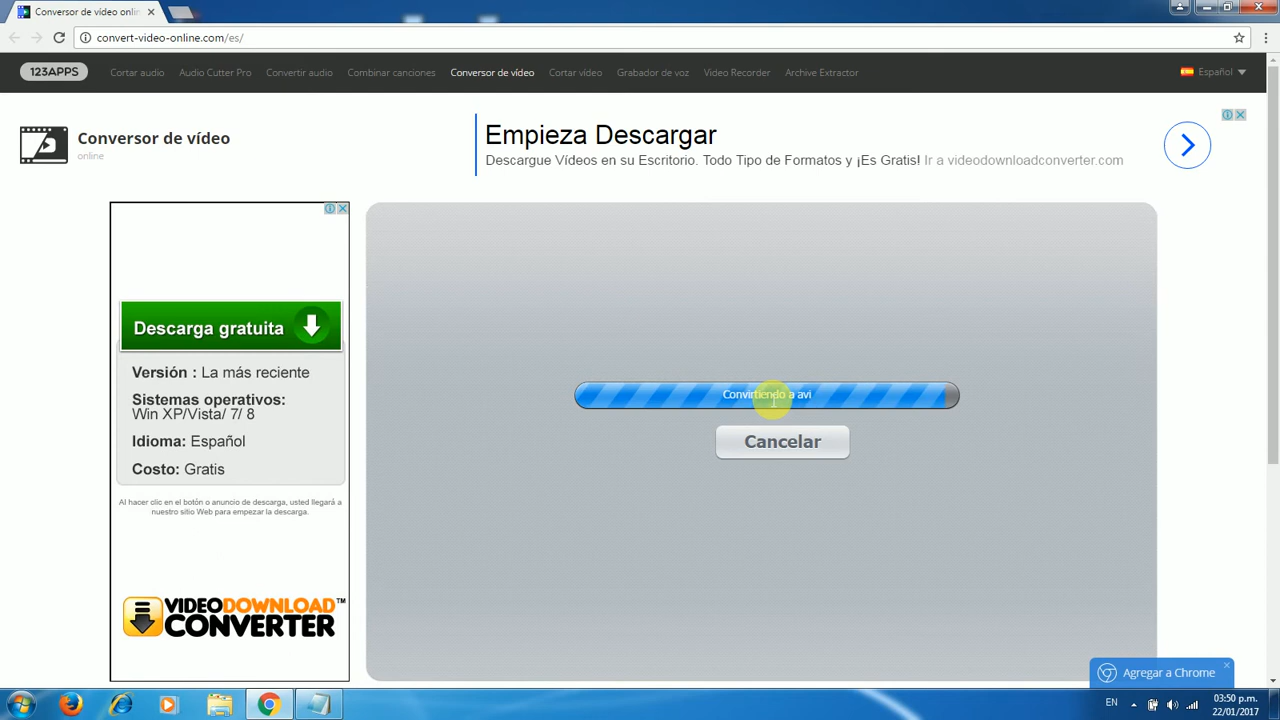 Conversor de vídeo onlin
convert-video-online.com/es/
123APPS
Cortar audio
Audio Cutter Pro
Convertir audio
Combinar canciones
Conversor de vídeo
Cortar vídeo
Grabador de voz
Video Recorder
Archive Extractor
Español
Conversor de vídeo
online
Empieza Descargar
Descargue Vídeos en su Escritorio. Todo Tipo de Formatos y ¡Es Gratis! Ir a videodownloadconverter.com
Descarga gratuita
Versión : La más reciente
Sistemas operativos:
Win XP/Vista/ 7/ 8
Idioma: Español
Costo: Gratis
Al hacer clic en el botón o anuncio de descarga, usted llegará a
nuestro sitio Web para empezar la descarga.
VIDEODOWNLOAD™
CONVERTER
Convirtiendo a avi
Cancelar
Agregar a Chrome
EN
03:50 p.m.
22/01/2017